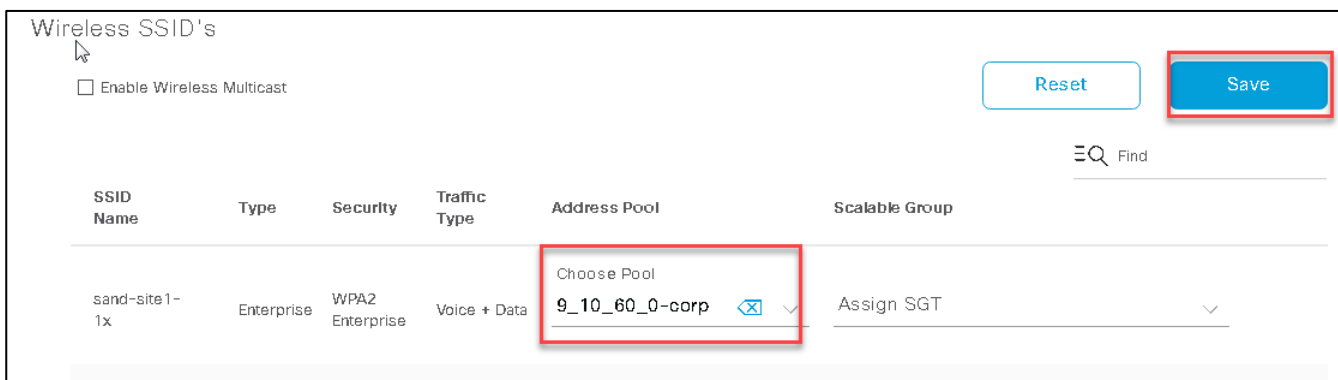 Wireless SSID's
Enable Wireless Multicast
Reset
Save
Find
SSID Name
Type
Security
Traffic Type
Address Pool
Scalable Group
sand-site1-
1x
Enterprise
WPA2
Enterprise
Voice + Data
Choose Pool
9_10_60_0-corp
Assign SGT